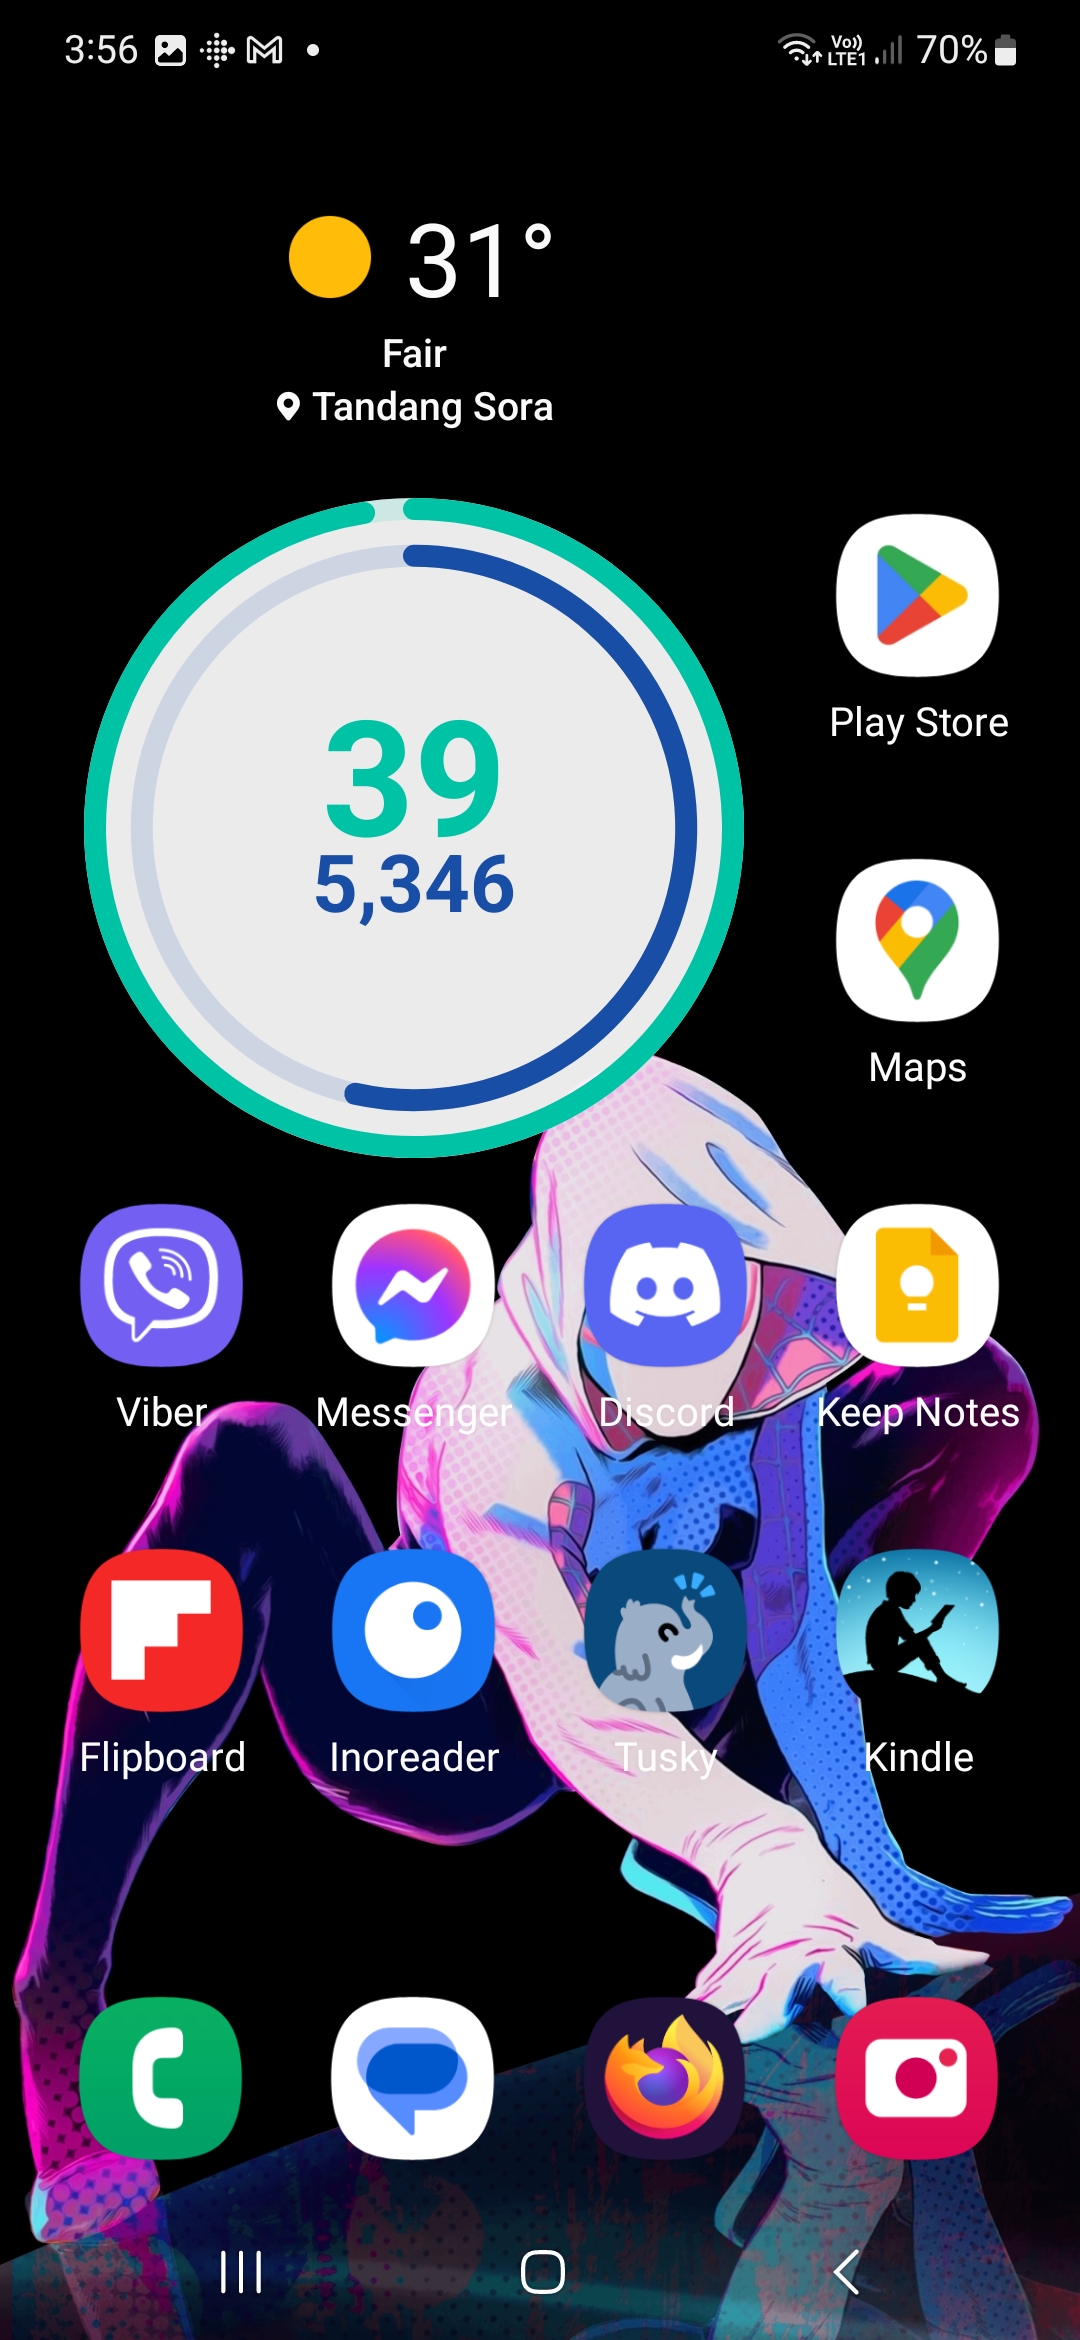 3:56
Vo))
LTE1
70%
31°
Fair
Tandang Sora
39
5,346
Play Store
Maps
Viber
Messenger
Discord
Keep Notes
Flipboard
Inoreader
Tusky
Kindle